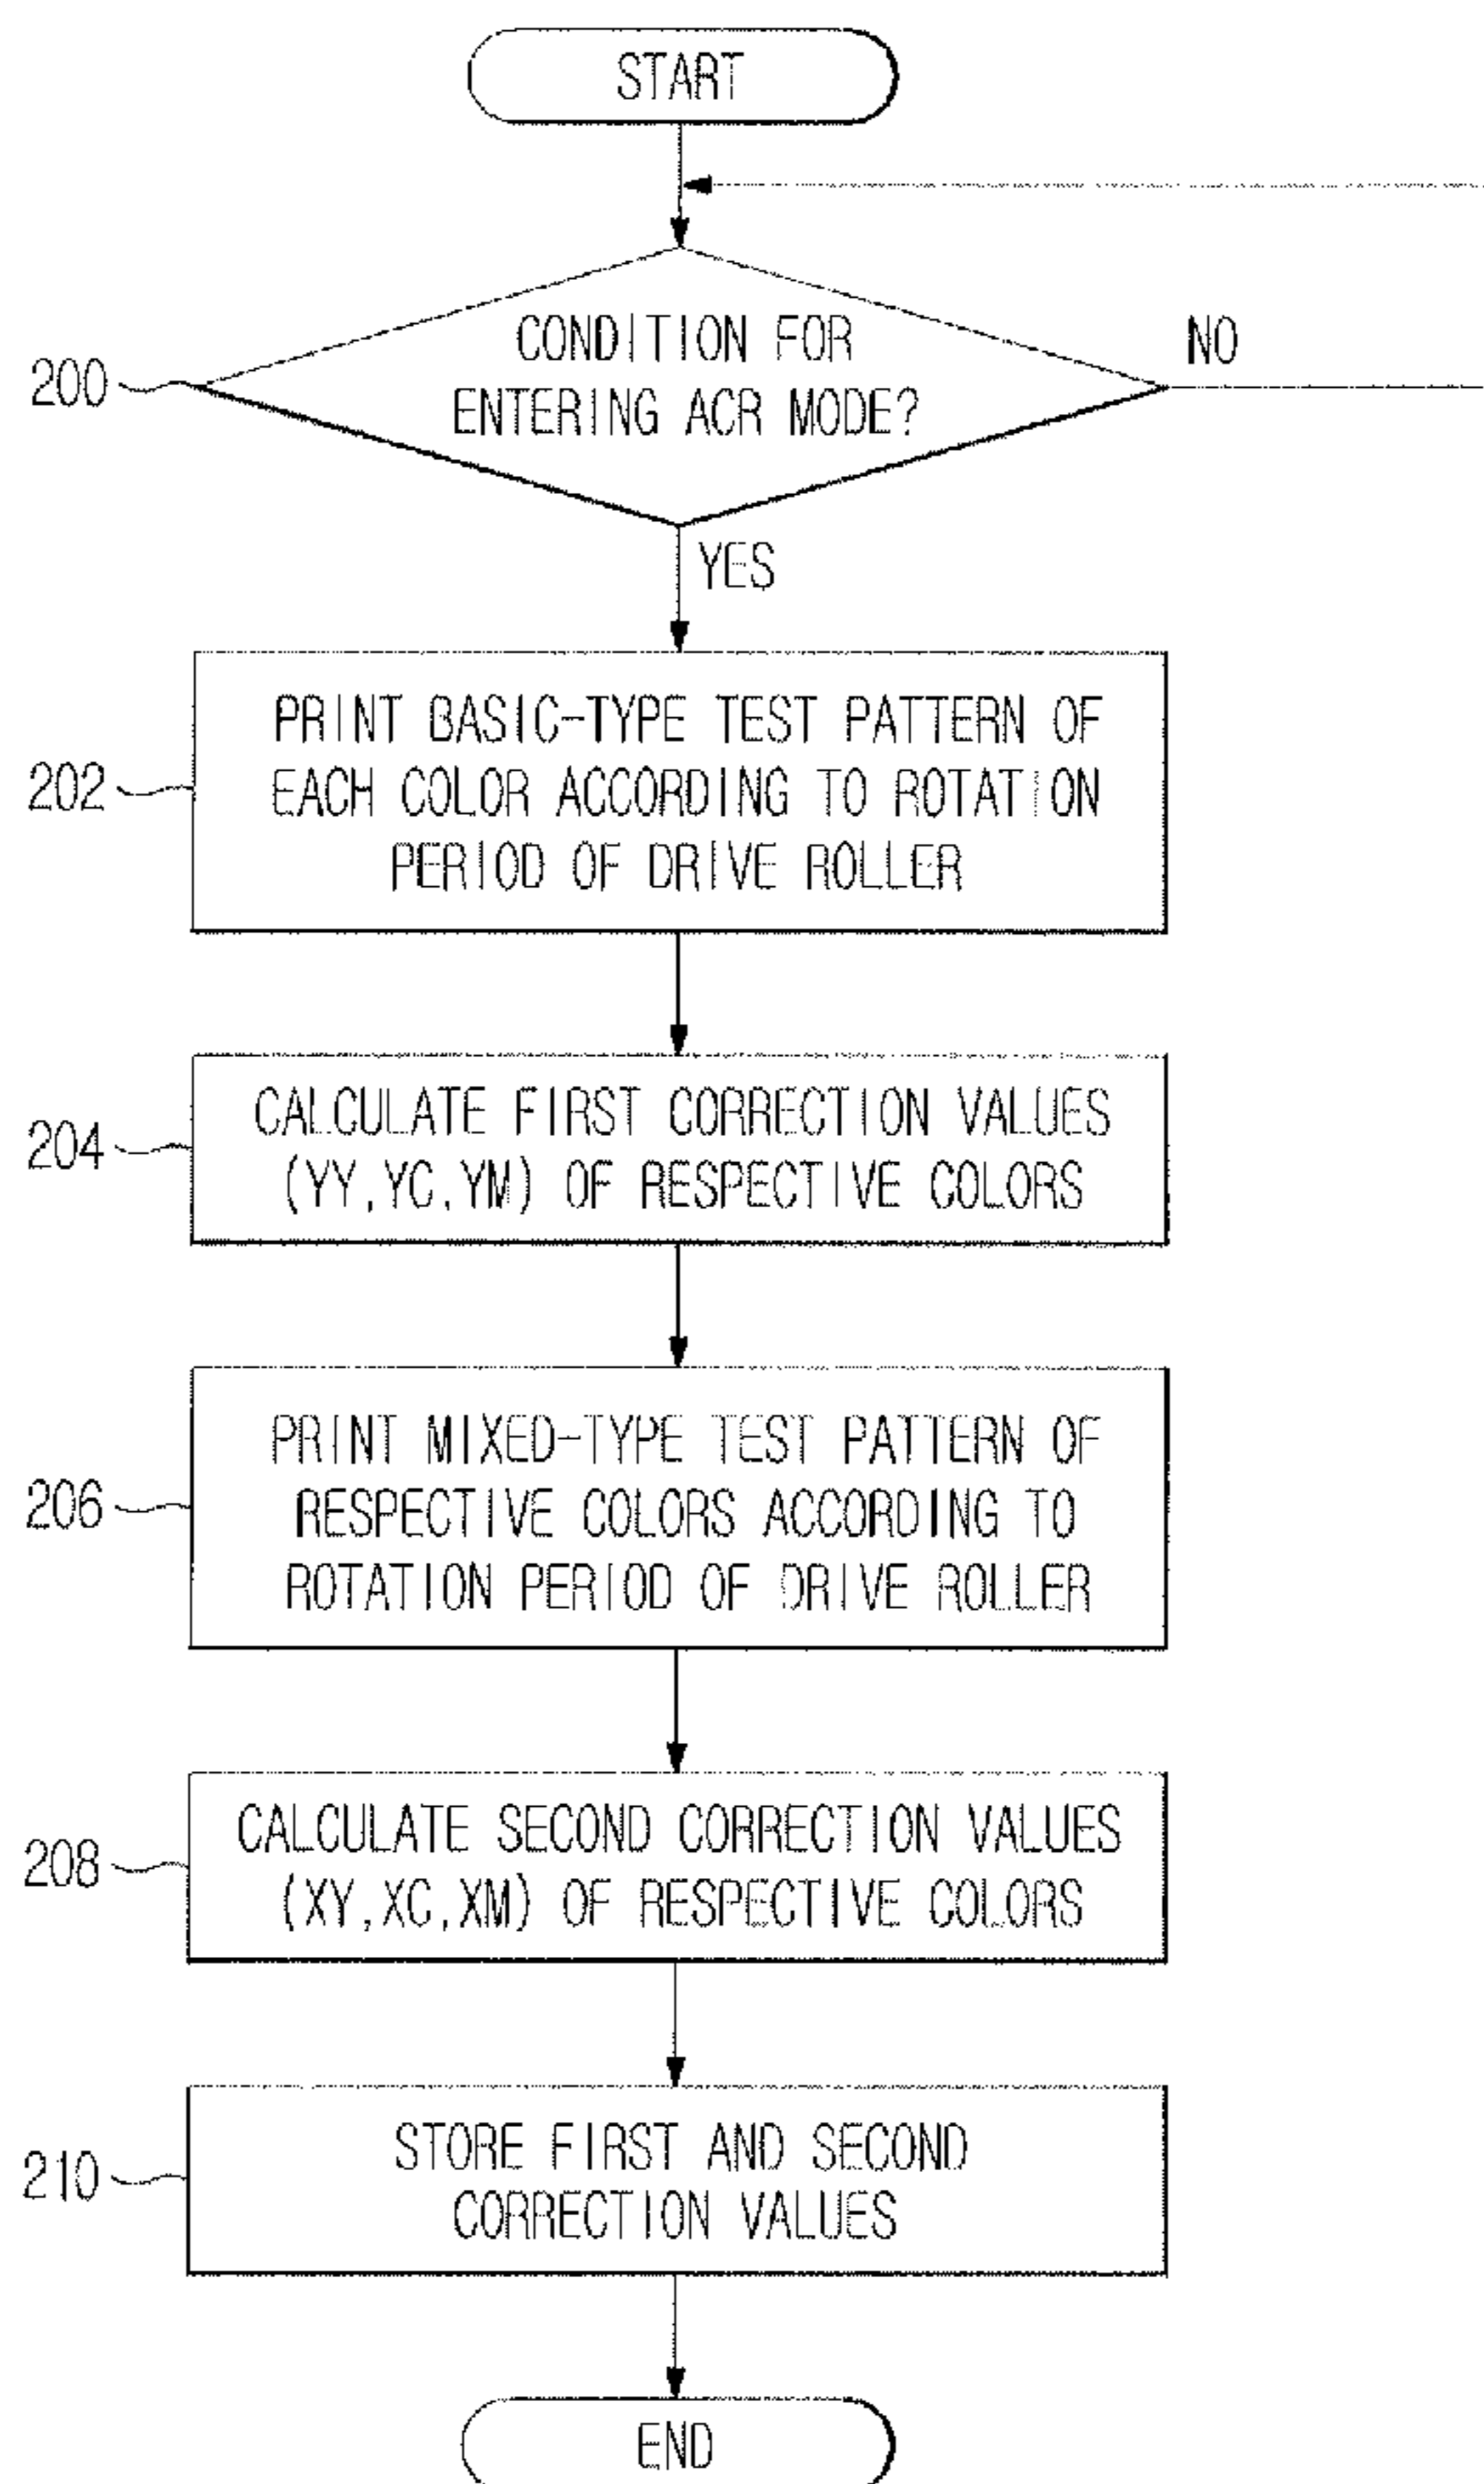 START
CONDITION FOR
ENTERING ACR MODE?
NO
200
YES
PRINT BASIC-TYPE TEST PATTERN OF
EACH COLOR ACCORDING TO ROTATION
PERIOD OF DRIVE ROLLER
202
CALCULATE FIRST CORRECTION VALUES
(YY,YC,YM) OF RESPECTIVE COLORS
204
PRINT MIXED-TYPE TEST PATTERN OF
RESPECTIVE COLORS ACCORDING TO
ROTATION PERIOD OF DRIVE ROLLER
206
CALCULATE SECOND CORRECTION VALUES
(XY,XC,XM) OF RESPECTIVE COLORS
208
STORE FIRST AND SECOND
CORRECTION VALUES
210
END